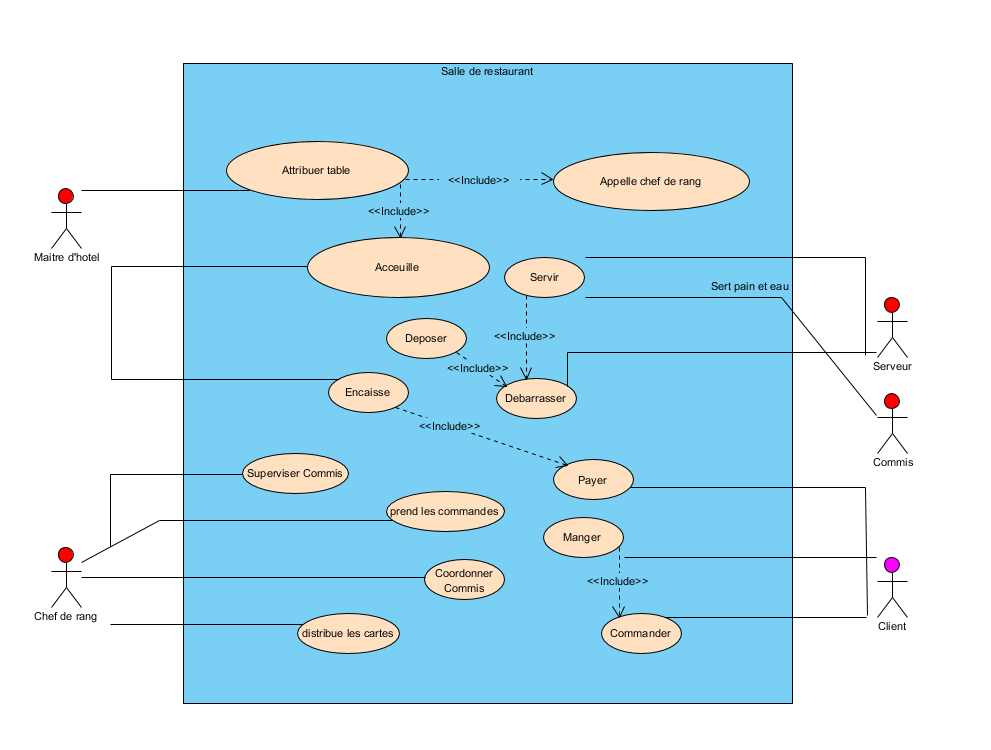 Salle de restaurant
Attribuer table
<<Include>>
Appelle chef de rang
<<Include>>
Maitre d'hotel
Acceuille
Servir
Sert pain et eau
Deposer
<<Include>>
<<Include>>
Serveur
Encaisse
Debarrasser
<<Include>>
Commis
Superviser Commis
Payer
prend les commandes
Manger
Coordonner
Commis
<<Include>>
Chef de rang
Client
distribue les cartes
Commander